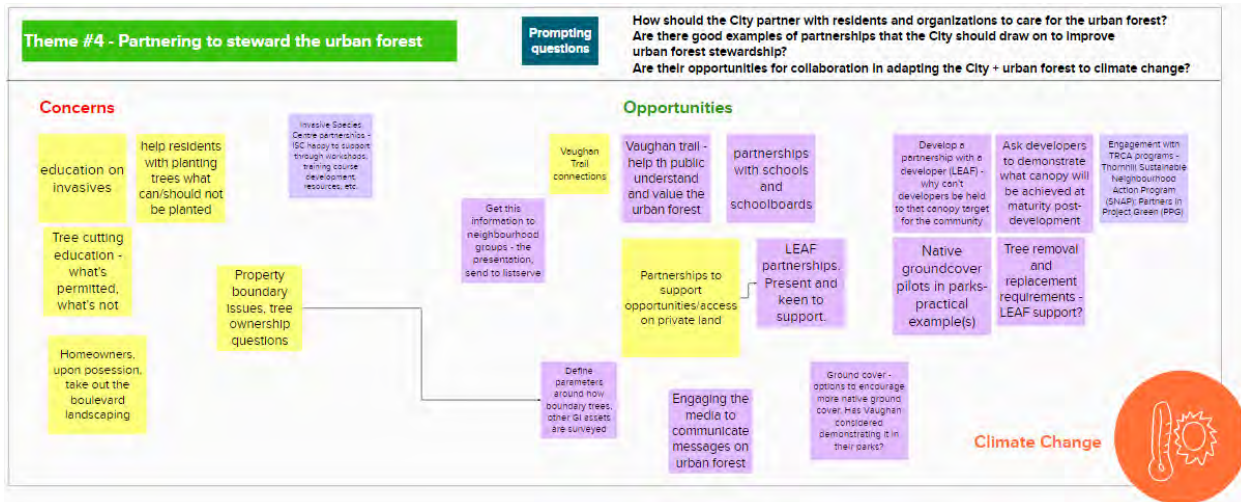 Theme #4 - Partnering to steward the urban forest
Prompting
questions
How should the City partner with residents and organizations to care for the urban forest?
Are there good examples of partnerships that the City should draw on to improve
urban forest stewardship?
Are their opportunities for collaboration in adapting the City + urban forest to climate change?
Concerns
education on
invasives
help residents
with planting
trees what
can/should not
be planted
Invasive Species
Centre partnerships -
ISC happy to support
through workshops,
training course
development,
resources, etc.
Tree cutting
education -
what's
permitted,
what's not
Property
boundary
issues, tree
ownership
questions
Homeowners,
upon posession,
take out the
boulevard
landscaping
Get this
information to
neighbourhood
groups - the
presentation,
send to listserve
Define
parameters
around how
boundary trees,
other GI assets
are surveyed
Opportunities
Vaughan
Trail
connections
Vaughan trail -
help th public
understand
and value the
urban forest
partnerships
with schools
and
schoolboards
Develop a
partnership with a
developer (LEAF) -
why can't
developers be held
to that canopy target
for the community
Ask developers
to demonstrate
what canopy will
be achieved at
maturity post-
development
Engagement with
TRCA programs -
Thornhill Sustainable
Neighbourhood
Action Program
(SNAP); Partners in
Project Green (PPG)
Partnerships to
support
opportunities/access
on private land
LEAF
partnerships.
Present and
keen to
support.
Native
groundcover
pilots in parks-
practical
example(s)
Tree removal
and
replacement
requirements -
LEAF support?
Engaging the
media to
communicate
messages on
urban forest
Ground cover -
options to encourage
more native ground
cover. Has Vaughan
considered
demonstrating it in
their parks?
Climate Change